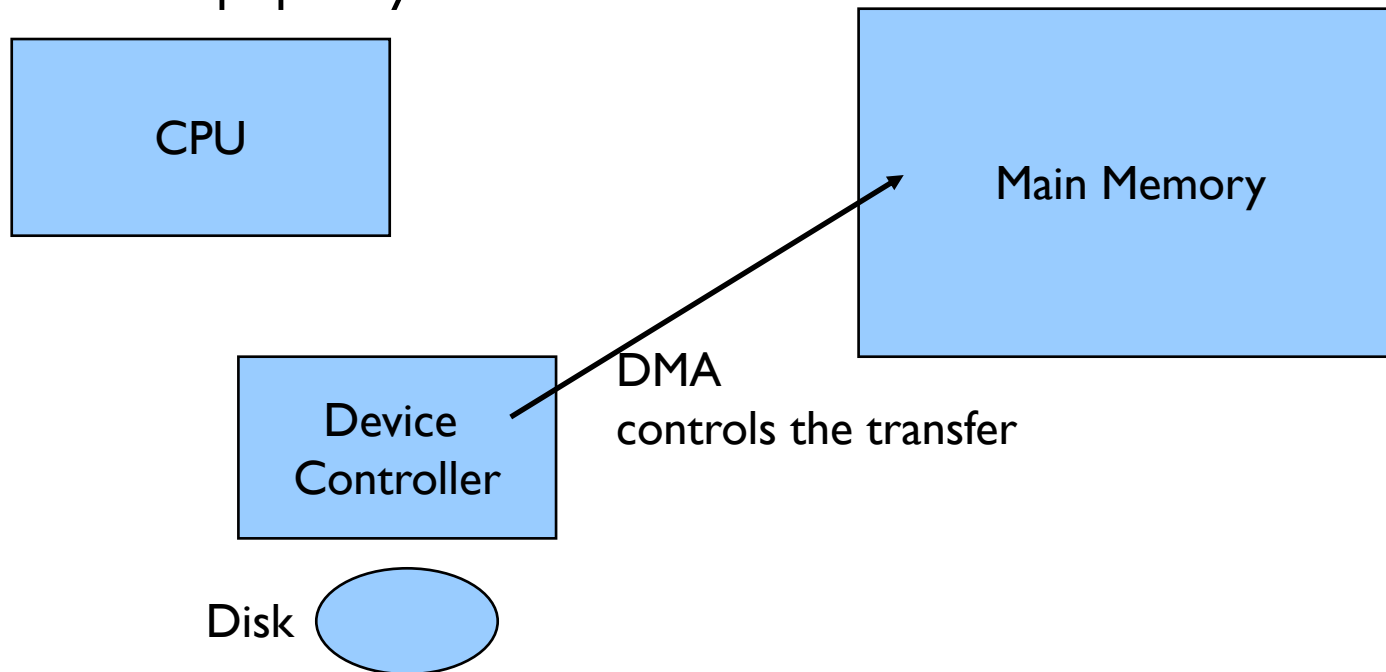 CPU
Main Memory
DMA
controls the transfer
Device
Controller
Disk